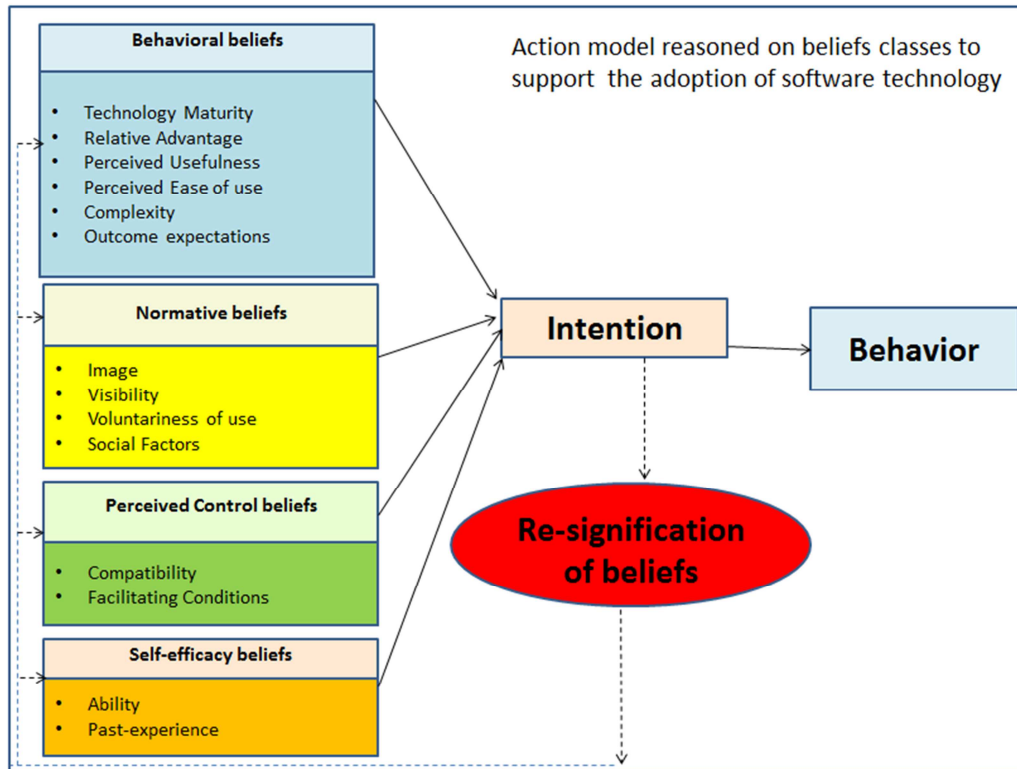 Action model reasoned on beliefs classes to
support the adoption of software technology
Behavioral beliefs
• Technology Maturity
• Relative Advantage
• Perceived Usefulness
• Perceived Ease of use
• Complexity
• Outcome expectations
Normative beliefs
• Image
• Visibility
• Voluntariness of use
• Social Factors
Perceived Control beliefs
• Compatibility
• Facilitating Conditions
Self-efficacy beliefs
• Ability
• Past-experience
Intention
Behavior
Re-signification
of beliefs